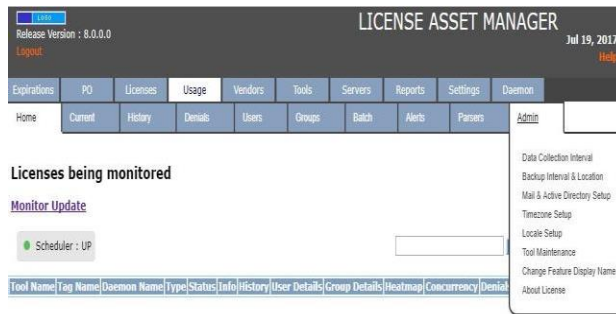 LICENSE ASSET MANAGER
Release Version : 8.0.0.0
Jul 19, 2017
Logout
Help
Expirations PO Licenses Usage Vendors Tools Servers Reports Settings Daemon
Home Current History Denials Users Groups Batch Alerts Parsers Admin
Data Collection Interval
Backup Interval & Location
Mail & Active Directory Setup
Timezone Setup
Locale Setup
Tool Maintenance
Change Feature Display Name
About License
Licenses being monitored
Monitor Update
Scheduler : UP
Tool Name Tag Name Daemon Name Type Status Info History User Details Group Details Heatmap Concurrency Denials